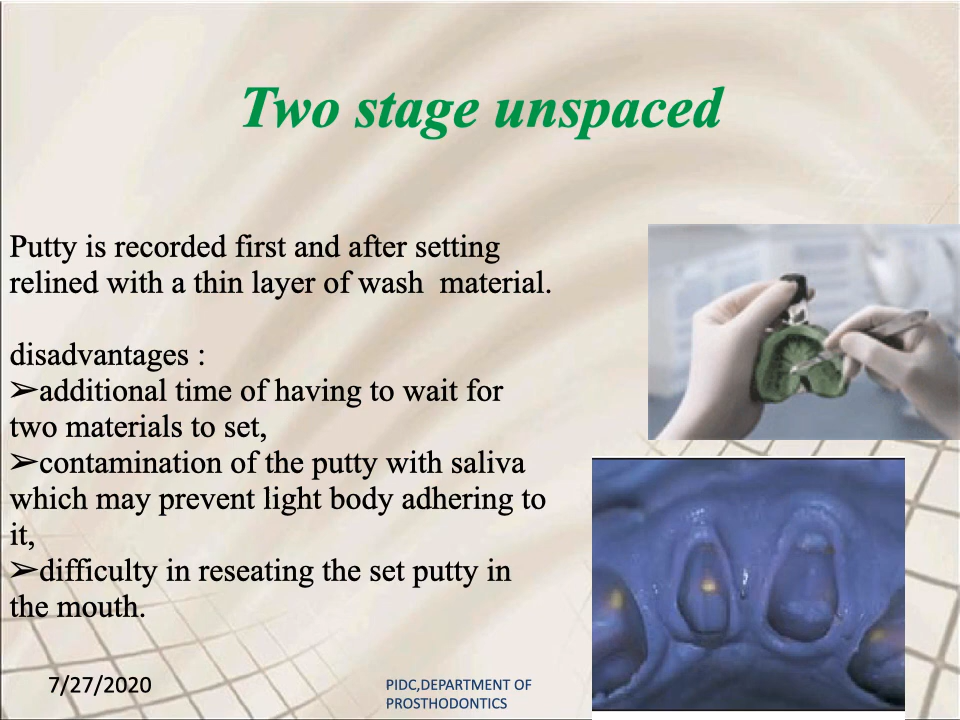 Two stage unspaced
Putty is recorded first and after setting
relined with a thin layer of wash  material.
disadvantages :
➢additional time of having to wait for
two materials to set,
➢contamination of the putty with saliva
which may prevent light body adhering to
it,
➢difficulty in reseating the set putty in
the mouth.
7/27/2020
PIDC,DEPARTMENT OF
PROSTHODONTICS